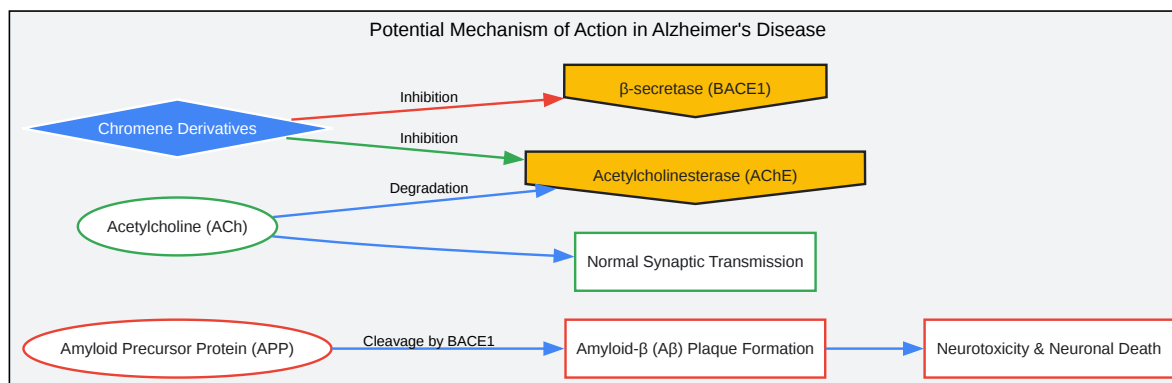 Potential Mechanism of Action in Alzheimer's Disease
β-secretase (BACE1)
Inhibition
Chromene Derivatives
Inhibition
Acetylcholinesterase (AChE)
Degradation
Acetylcholine (ACh)
Normal Synaptic Transmission
Amyloid Precursor Protein (APP)
Cleavage by BACE1
Amyloid-β (Aβ) Plaque Formation
Neurotoxicity & Neuronal Death